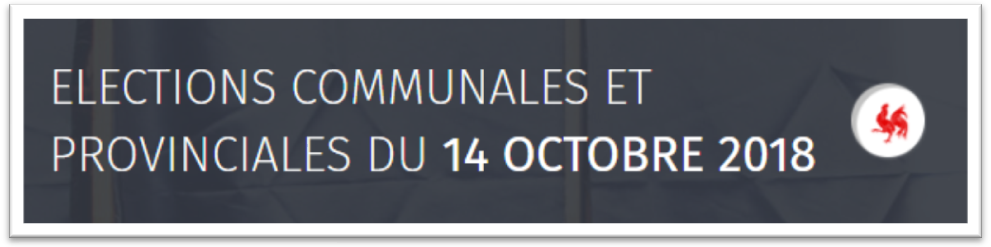 ELECTIONS COMMUNALES ET
PROVINCIALES DU 14 OCTOBRE 2018